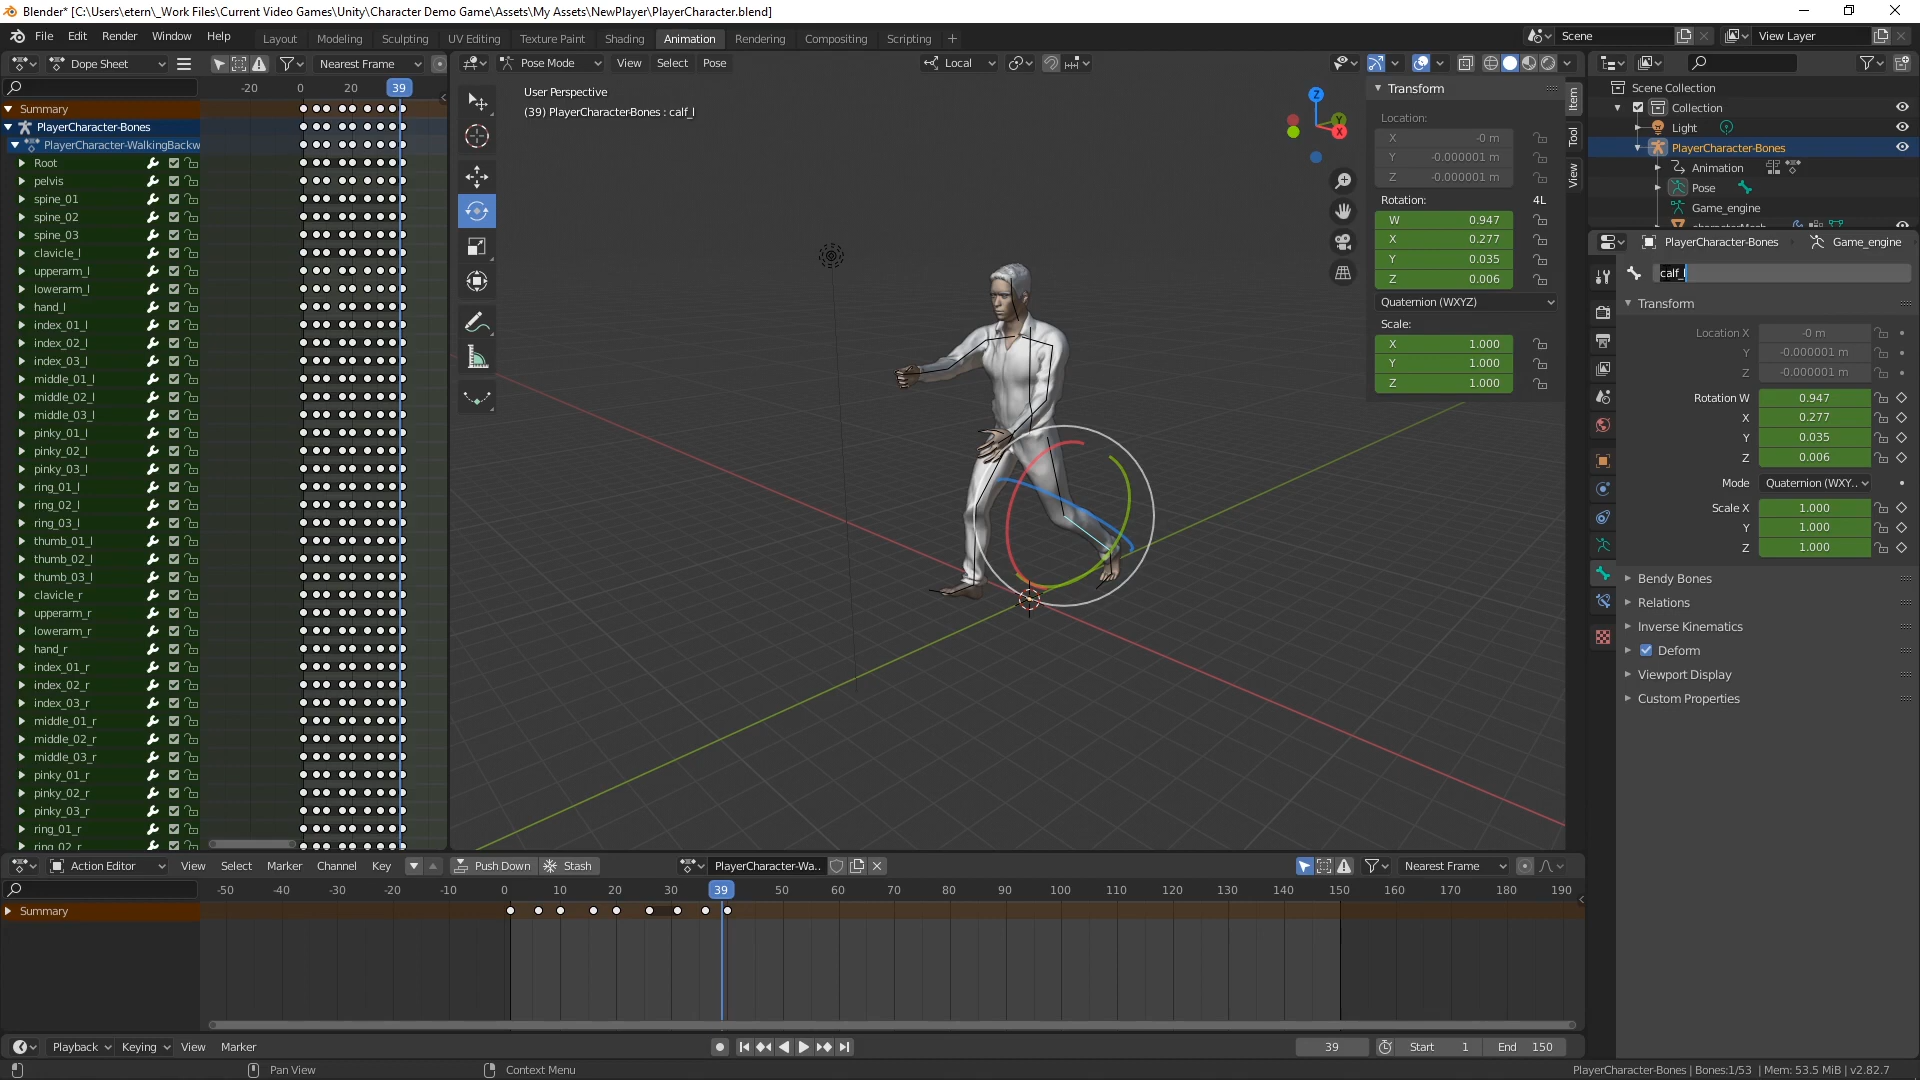 Blender* [C:\Users\etern\_Work Files\Current Video Games\Unity\Character Demo Game\Assets\My Assets\NewPlayer\PlayerCharacter.blend]
File Edit Render Window Help
Layout Modeling Sculpting UV Editing Texture Paint Shading Animation Rendering Compositing Scripting +
Scene
View Layer
Dope Sheet
Nearest Frame
Pose Mode View Select Pose
Local
-20 0 20 39
Summary
PlayerCharacter-Bones
PlayerCharacter-WalkingBackw
Root
pelvis
spine_01
spine_02
spine_03
clavicle_l
upperarm_l
lowerarm_l
hand_l
index_01_l
index_02_l
index_03_l
middle_01_l
middle_02_l
middle_03_l
pinky_01_l
pinky_02_l
pinky_03_l
ring_01_l
ring_02_l
ring_03_l
thumb_01_l
thumb_02_l
thumb_03_l
clavicle_r
upperarm_r
lowerarm_r
hand_r
index_01_r
index_02_r
index_03_r
middle_01_r
middle_02_r
middle_03_r
pinky_01_r
pinky_02_r
pinky_03_r
ring_01_r
ring_02_r
User Perspective
(39) PlayerCharacter-Bones : calf_l
Z
Y
X
Transform
Location:
X -0 m
Y -0.000001 m
Z -0.000001 m
Rotation: 4L
W 0.947
X 0.277
Y 0.035
Z 0.006
Quaternion (WXYZ)
Scale:
X 1.000
Y 1.000
Z 1.000
Item
Tool
View
Scene Collection
Collection
Light
PlayerCharacter-Bones
Animation
Pose
Game_engine
PlayerCharacter-Bones
Game_engine
calf_l
Transform
Location X -0 m
Y -0.000001 m
Z -0.000001 m
Rotation W 0.947
X 0.277
Y 0.035
Z 0.006
Mode Quaternion (WXY..
Scale X 1.000
Y 1.000
Z 1.000
Bendy Bones
Relations
Inverse Kinematics
Deform
Viewport Display
Custom Properties
Action Editor View Select Marker Channel Key
Push Down Stash
PlayerCharacter-Wa..
Nearest Frame
-50 -40 -30 -20 -10 0 10 20 30 39 50 60 70 80 90 100 110 120 130 140 150 160 170 180 190
Summary
Playback Keying View Marker
39
Start 1
End 150
Pan View
Context Menu
PlayerCharacter-Bones | Bones:1/53 | Mem: 53.5 MiB | v2.82.7